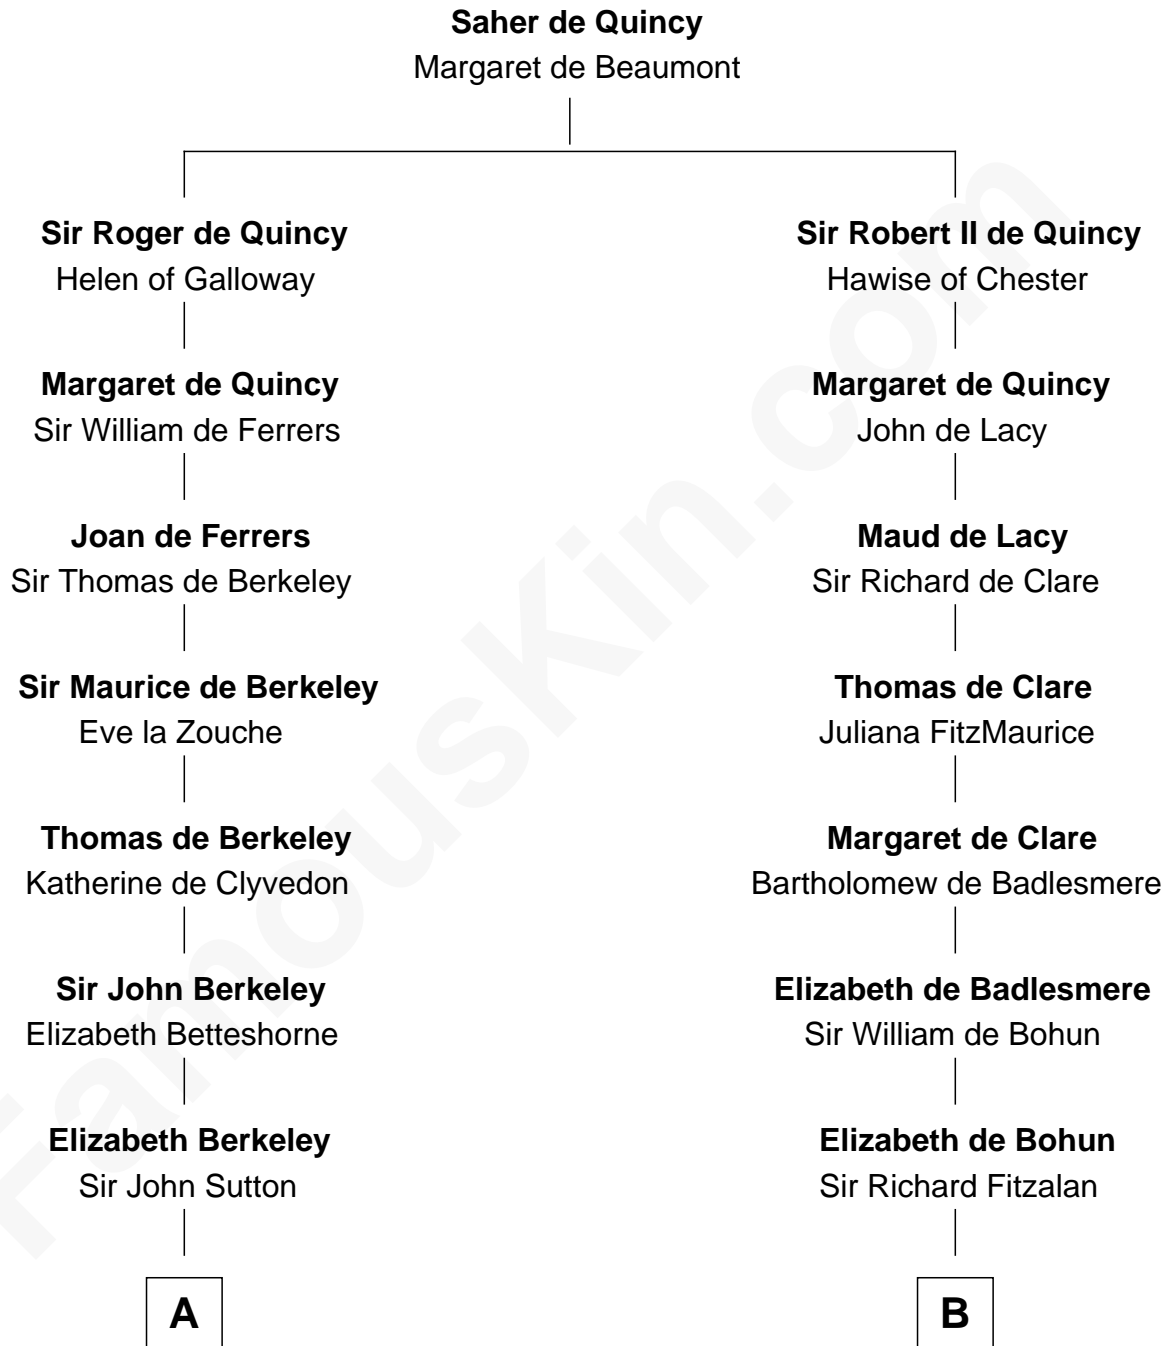 Saher de Quincy
Margaret de Beaumont
Sir Roger de Quincy
Helen of Galloway
Sir Robert II de Quincy
Hawise of Chester
Margaret de Quincy
Sir William de Ferrers
Margaret de Quincy
John de Lacy
Joan de Ferrers
Sir Thomas de Berkeley
Maud de Lacy
Sir Richard de Clare
Sir Maurice de Berkeley
Eve la Zouche
Thomas de Clare
Juliana FitzMaurice
Thomas de Berkeley
Katherine de Clyvedon
Margaret de Clare
Bartholomew de Badlesmere
Sir John Berkeley
Elizabeth Betteshorne
Elizabeth de Badlesmere
Sir William de Bohun
Elizabeth Berkeley
Sir John Sutton
Elizabeth de Bohun
Sir Richard Fitzalan
A
B
FamousKin.com